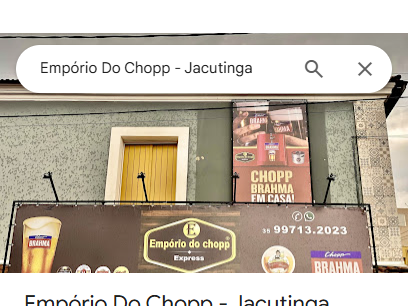 Empório Do Chopp - Jacutinga
BRAHMA
CHOPP
BRAHMA
EM CASA!
35 99713.2023
E
Empório do chopp
Express
BRAHMA
Chopp
BRAHMA
Empório Do Chopp - Jacutinga